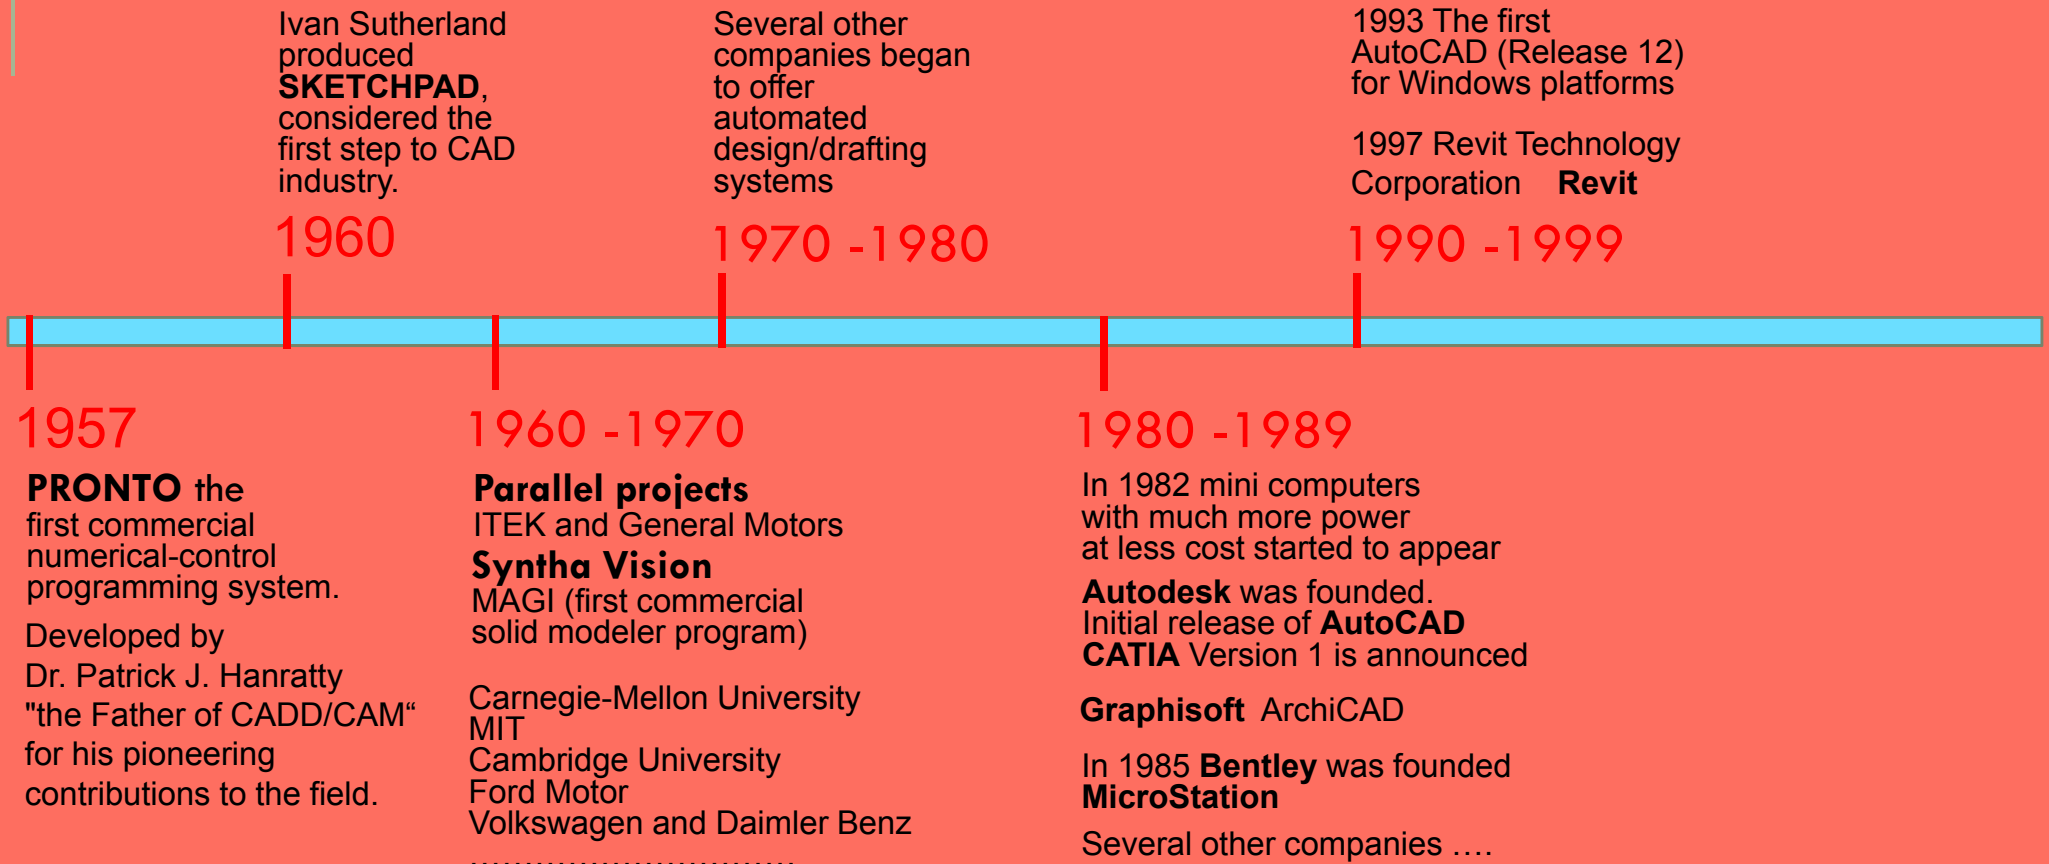 Ivan Sutherland
produced
SKETCHPAD,
considered the
first step to CAD
industry.
1960
Several other
companies began
to offer
automated
design/drafting
systems
1970 -1980
1993 The first
AutoCAD (Release 12)
for Windows platforms
1997 Revit Technology
Corporation Revit
1990 -1999
1957
PRONTO the
first commercial
numerical-control
programming system.
Developed by
Dr. Patrick J. Hanratty
"the Father of CADD/CAM“
for his pioneering
contributions to the field.
1960 -1970
Parallel projects
ITEK and General Motors
Syntha Vision
MAGI (first commercial
solid modeler program)
Carnegie-Mellon University
MIT
Cambridge University
Ford Motor
Volkswagen and Daimler Benz
…………………………
1980 -1989
In 1982 mini computers
with much more power
at less cost started to appear
Autodesk was founded.
Initial release of AutoCAD
CATIA Version 1 is announced
Graphisoft ArchiCAD
In 1985 Bentley was founded
MicroStation
Several other companies ….